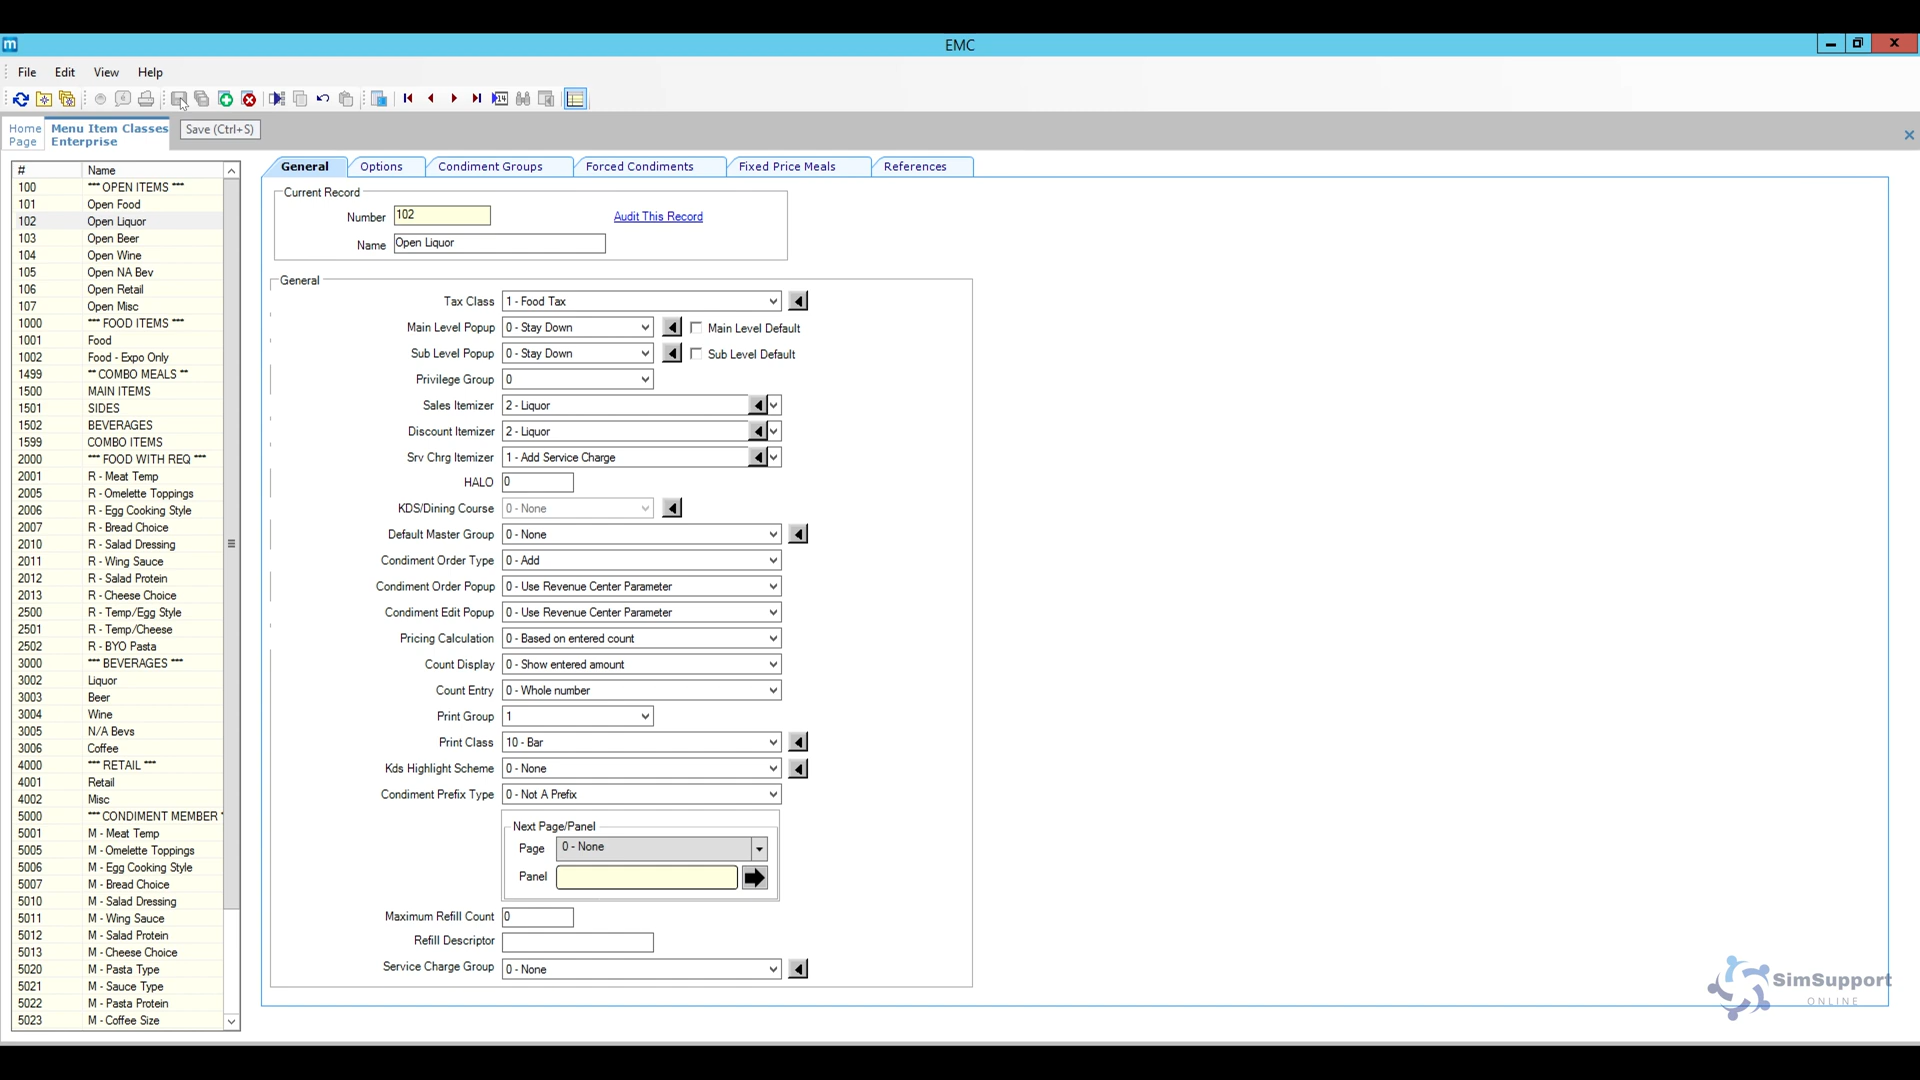 m
EMC
File Edit View Help
Home
Page
Menu Item Classes
Enterprise
Save (Ctrl+S)
# Name
100 *** OPEN ITEMS ***
101 Open Food
102 Open Liquor
103 Open Beer
104 Open Wine
105 Open NA Bev
106 Open Retail
107 Open Misc
1000 *** FOOD ITEMS ***
1001 Food
1002 Food - Expo Only
1499 ** COMBO MEALS **
1500 MAIN ITEMS
1501 SIDES
1502 BEVERAGES
1599 COMBO ITEMS
2000 *** FOOD WITH REQ ***
2001 R - Meat Temp
2005 R - Omelette Toppings
2006 R - Egg Cooking Style
2007 R - Bread Choice
2010 R - Salad Dressing
2011 R - Wing Sauce
2012 R - Salad Protein
2013 R - Cheese Choice
2500 R - Temp/Egg Style
2501 R - Temp/Cheese
2502 R - BYO Pasta
3000 *** BEVERAGES ***
3002 Liquor
3003 Beer
3004 Wine
3005 N/A Bevs
3006 Coffee
4000 *** RETAIL ***
4001 Retail
4002 Misc
5000 *** CONDIMENT MEMBER *
5001 M - Meat Temp
5005 M - Omelette Toppings
5006 M - Egg Cooking Style
5007 M - Bread Choice
5010 M - Salad Dressing
5011 M - Wing Sauce
5012 M - Salad Protein
5013 M - Cheese Choice
5020 M - Pasta Type
5021 M - Sauce Type
5022 M - Pasta Protein
5023 M - Coffee Size
General Options Condiment Groups Forced Condiments Fixed Price Meals References
Current Record
Number 102 Audit This Record
Name Open Liquor
General
Tax Class 1 - Food Tax
Main Level Popup 0 - Stay Down Main Level Default
Sub Level Popup 0 - Stay Down Sub Level Default
Privilege Group 0
Sales Itemizer 2 - Liquor
Discount Itemizer 2 - Liquor
Srv Chrg Itemizer 1 - Add Service Charge
HALO 0
KDS/Dining Course 0 - None
Default Master Group 0 - None
Condiment Order Type 0 - Add
Condiment Order Popup 0 - Use Revenue Center Parameter
Condiment Edit Popup 0 - Use Revenue Center Parameter
Pricing Calculation 0 - Based on entered count
Count Display 0 - Show entered amount
Count Entry 0 - Whole number
Print Group 1
Print Class 10 - Bar
Kds Highlight Scheme 0 - None
Condiment Prefix Type 0 - Not A Prefix
Next Page/Panel
Page 0 - None
Panel
Maximum Refill Count 0
Refill Descriptor
Service Charge Group 0 - None
SimSupport
ONLINE